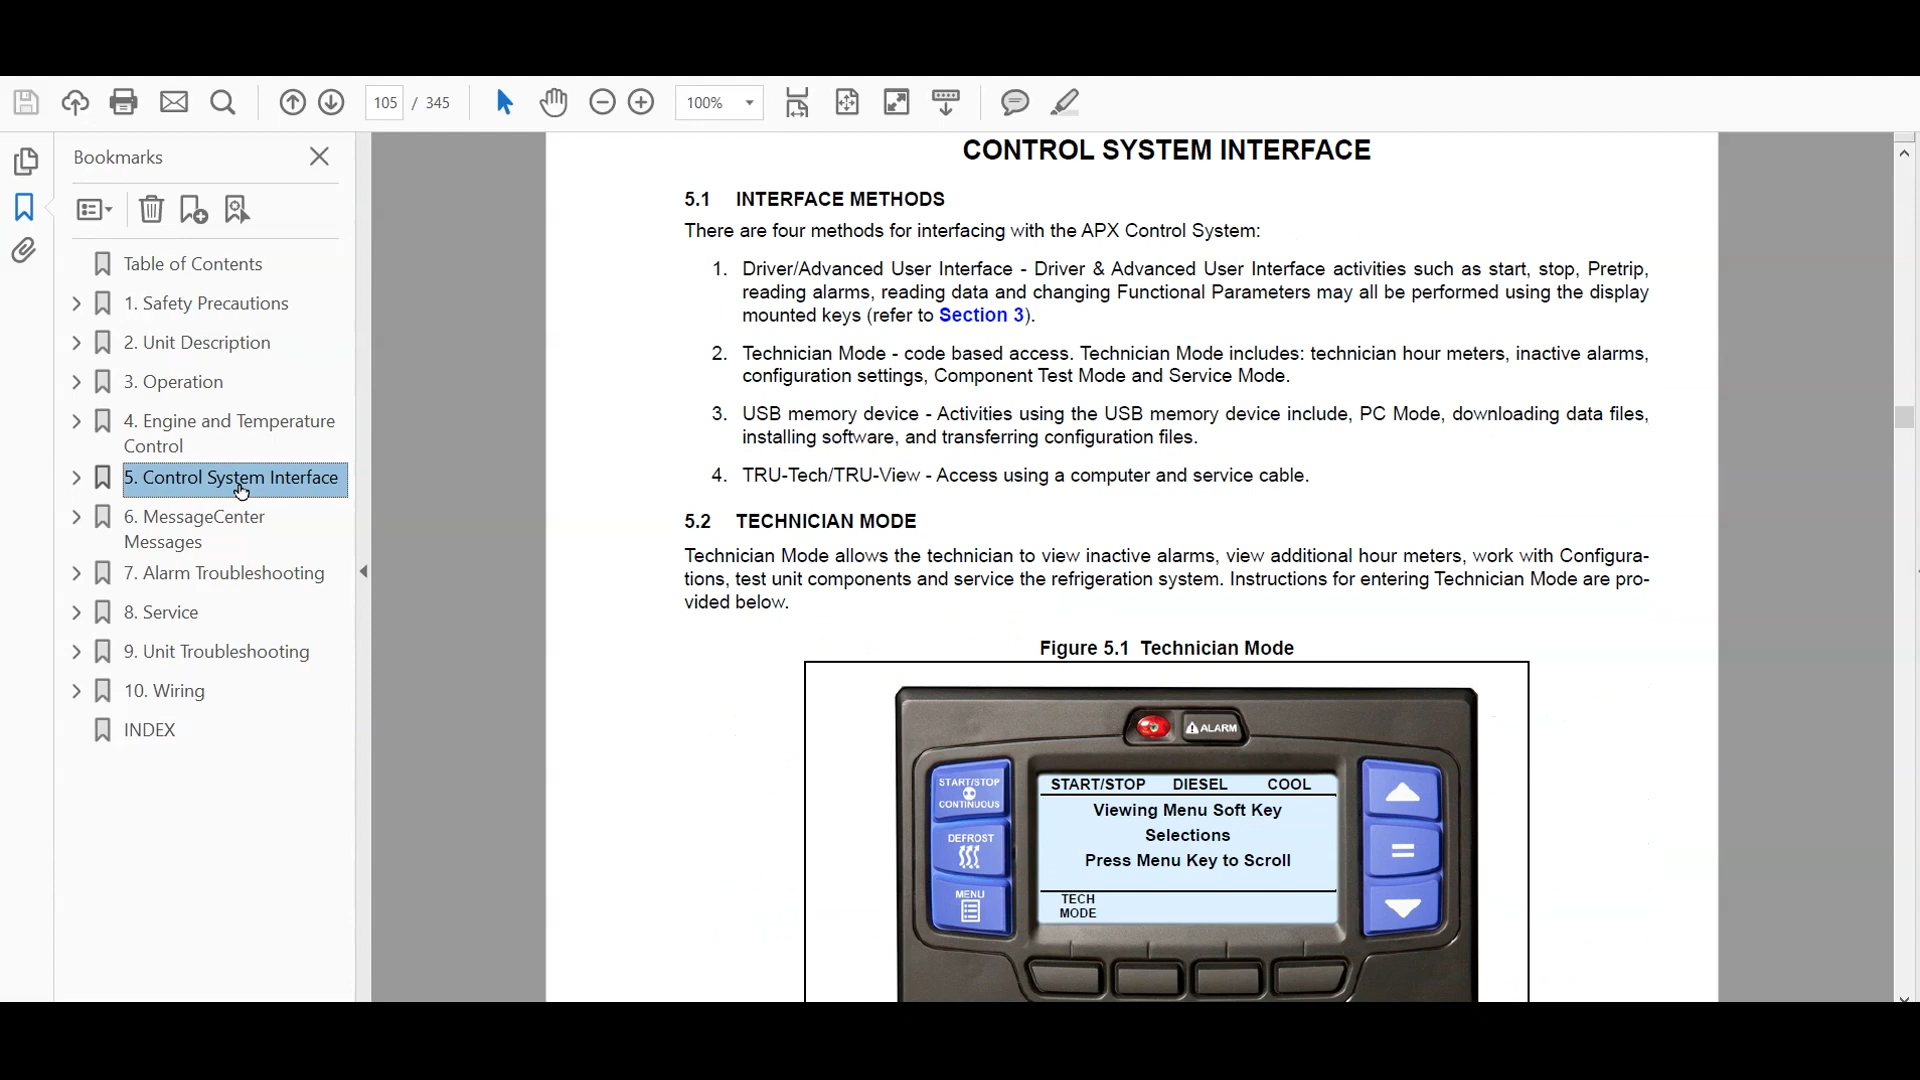 105 / 345
100%
Bookmarks
Table of Contents
1. Safety Precautions
2. Unit Description
3. Operation
4. Engine and Temperature
Control
5. Control System Interface
6. MessageCenter
Messages
7. Alarm Troubleshooting
8. Service
9. Unit Troubleshooting
10. Wiring
INDEX
CONTROL SYSTEM INTERFACE
5.1 INTERFACE METHODS
There are four methods for interfacing with the APX Control System:
1. Driver/Advanced User Interface - Driver & Advanced User Interface activities such as start, stop, Pretrip,
reading alarms, reading data and changing Functional Parameters may all be performed using the display
mounted keys (refer to Section 3).
2. Technician Mode - code based access. Technician Mode includes: technician hour meters, inactive alarms,
configuration settings, Component Test Mode and Service Mode.
3. USB memory device - Activities using the USB memory device include, PC Mode, downloading data files,
installing software, and transferring configuration files.
4. TRU-Tech/TRU-View - Access using a computer and service cable.
5.2 TECHNICIAN MODE
Technician Mode allows the technician to view inactive alarms, view additional hour meters, work with Configura-
tions, test unit components and service the refrigeration system. Instructions for entering Technician Mode are pro-
vided below.
Figure 5.1 Technician Mode
ALARM
START/STOP
CONTINUOUS
DEFROST
MENU
START/STOP DIESEL COOL
Viewing Menu Soft Key
Selections
Press Menu Key to Scroll
TECH
MODE